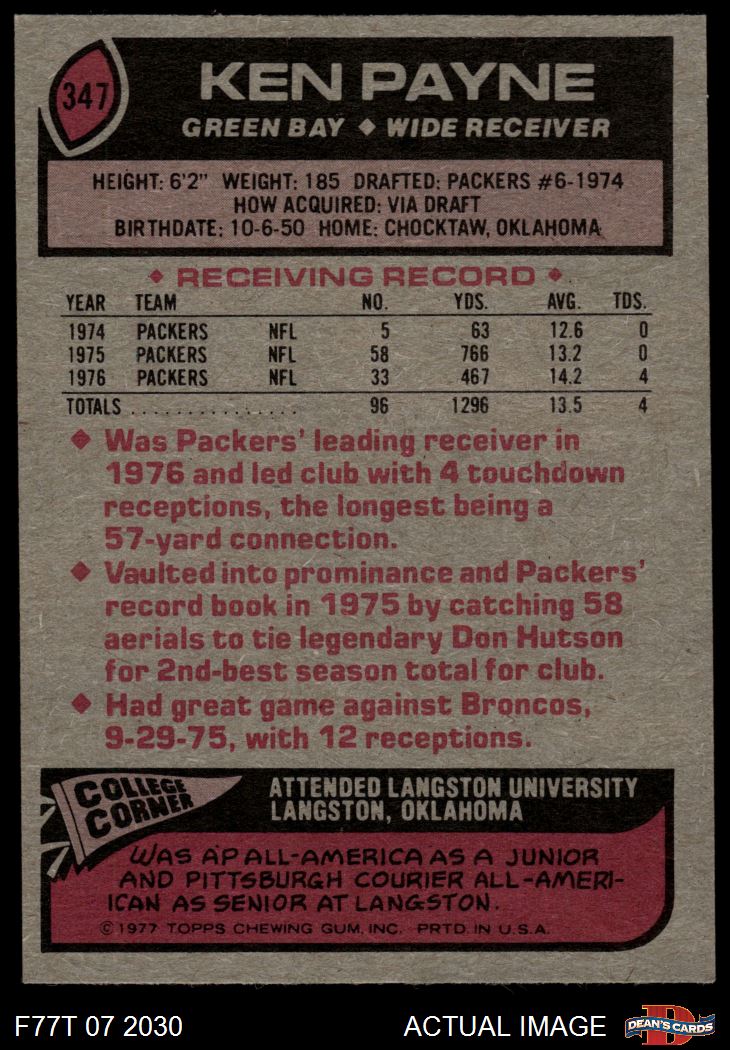 347
KEN PAYNE
GREEN BAY ◆ WIDE RECEIVER
HEIGHT: 6'2" WEIGHT: 185 DRAFTED: PACKERS #6-1974
HOW ACQUIRED: VIA DRAFT
BIRTHDATE: 10-6-50 HOME: CHOCKTAW, OKLAHOMA
◆ RECEIVING RECORD ◆
YEAR TEAM NO. YDS. AVG. TDS.
1974 PACKERS NFL 5 63 12.6 0
1975 PACKERS NFL 58 766 13.2 0
1976 PACKERS NFL 33 467 14.2 4
TOTALS . . . . . . . . . . . . . . . 96 1296 13.5 4
◆ Was Packers' leading receiver in
1976 and led club with 4 touchdown
receptions, the longest being a
57-yard connection.
◆ Vaulted into prominance and Packers'
record book in 1975 by catching 58
aerials to tie legendary Don Hutson
for 2nd-best season total for club.
◆ Had great game against Broncos,
9-29-75, with 12 receptions.
COLLEGE
CORNER
ATTENDED LANGSTON UNIVERSITY
LANGSTON, OKLAHOMA
WAS AP ALL-AMERICA AS A JUNIOR
AND PITTSBURGH COURIER ALL-AMERI-
ICAN AS SENIOR AT LANGSTON.
©1977 TOPPS CHEWING GUM, INC. PRTD. IN U.S.A.
F77T 07 2030 ACTUAL IMAGE
D
DEAN'S CARDS